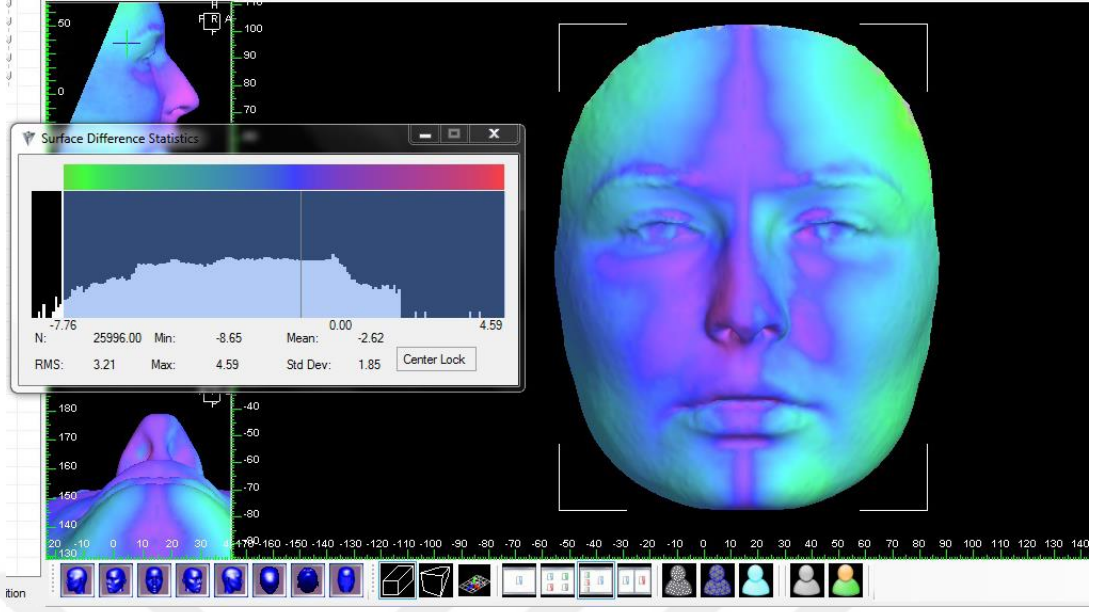 50
0
H
F R A
F
110
100
90
80
70
Surface Difference Statistics
-7.76 0.00 4.59
N: 25996.00 Min: -8.65 Mean: -2.62
RMS: 3.21 Max: 4.59 Std Dev: 1.85 Center Lock
180
170
160
150
140
130
-40
-50
-60
-70
-80
20 -10 0 10 20 30
-160 -150 -140 -130 -120 -110 -100 -90 -80 -70 -60 -50 -40 -30 -20 -10 0 10 20 30 40 50 60 70 80 90 100 110 120 130 140
ition